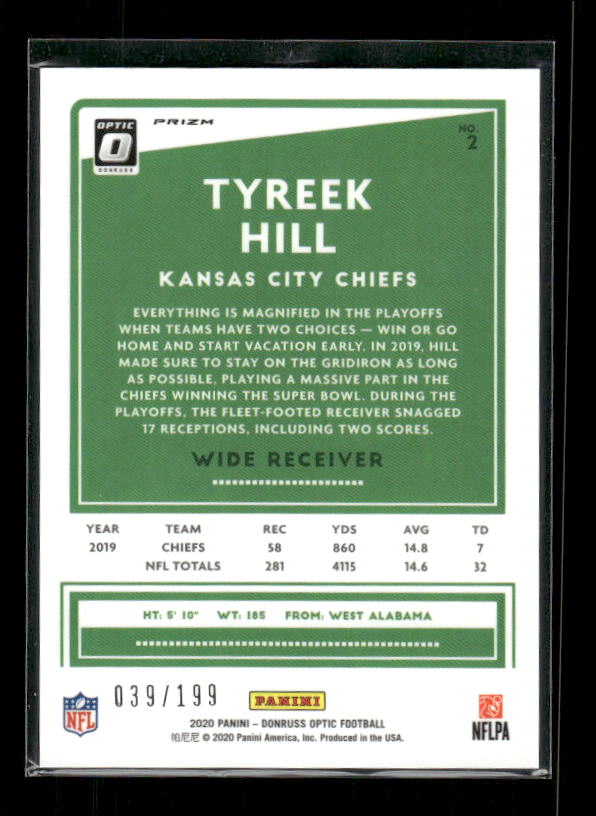 OPTIC
DONRUSS
PRIZM
NO.
2
TYREEK
HILL
KANSAS CITY CHIEFS
EVERYTHING IS MAGNIFIED IN THE PLAYOFFS
WHEN TEAMS HAVE TWO CHOICES — WIN OR GO
HOME AND START VACATION EARLY. IN 2019, HILL
MADE SURE TO STAY ON THE GRIDIRON AS LONG
AS POSSIBLE, PLAYING A MASSIVE PART IN THE
CHIEFS WINNING THE SUPER BOWL. DURING THE
PLAYOFFS, THE FLEET-FOOTED RECEIVER SNAGGED
17 RECEPTIONS, INCLUDING TWO SCORES.
WIDE RECEIVER
YEAR TEAM REC YDS AVG TD
2019 CHIEFS 58 860 14.8 7
NFL TOTALS 281 4115 14.6 32
HT: 5' 10" WT: 185 FROM: WEST ALABAMA
NFL
039/199
PANINI
NFLPA
2020 PANINI – DONRUSS OPTIC FOOTBALL
帕尼尼 © 2020 Panini America, Inc. Produced in the USA.